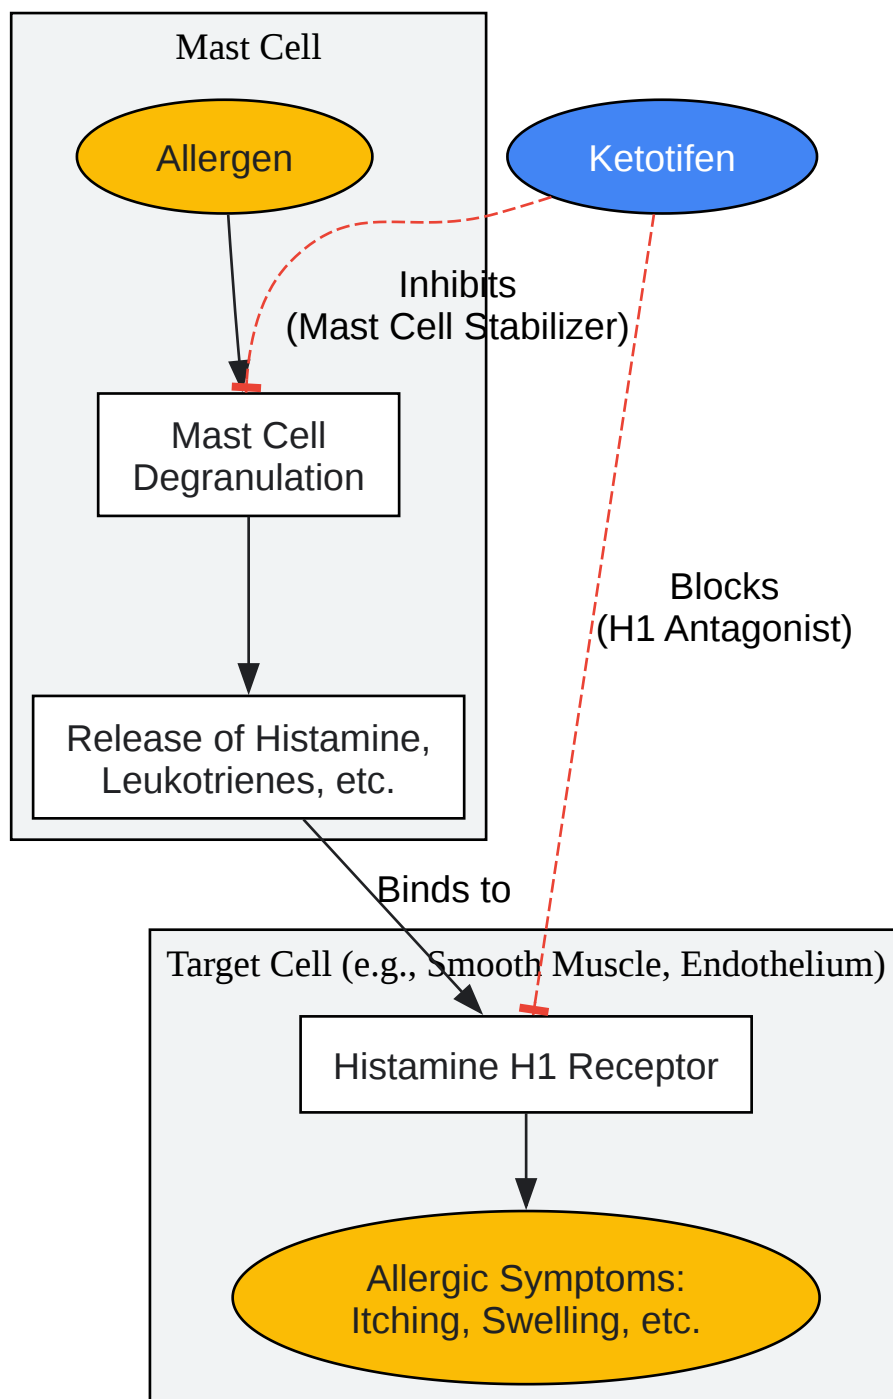 Mast Cell
Allergen
Ketotifen
Inhibits
(Mast Cell Stabilizer)
Mast Cell
Degranulation
Blocks
(H1 Antagonist)
Release of Histamine,
Leukotrienes, etc.
Binds to
Target Cell (e.g., Smooth Muscle, Endothelium)
Histamine H1 Receptor
Allergic Symptoms:
Itching, Swelling, etc.